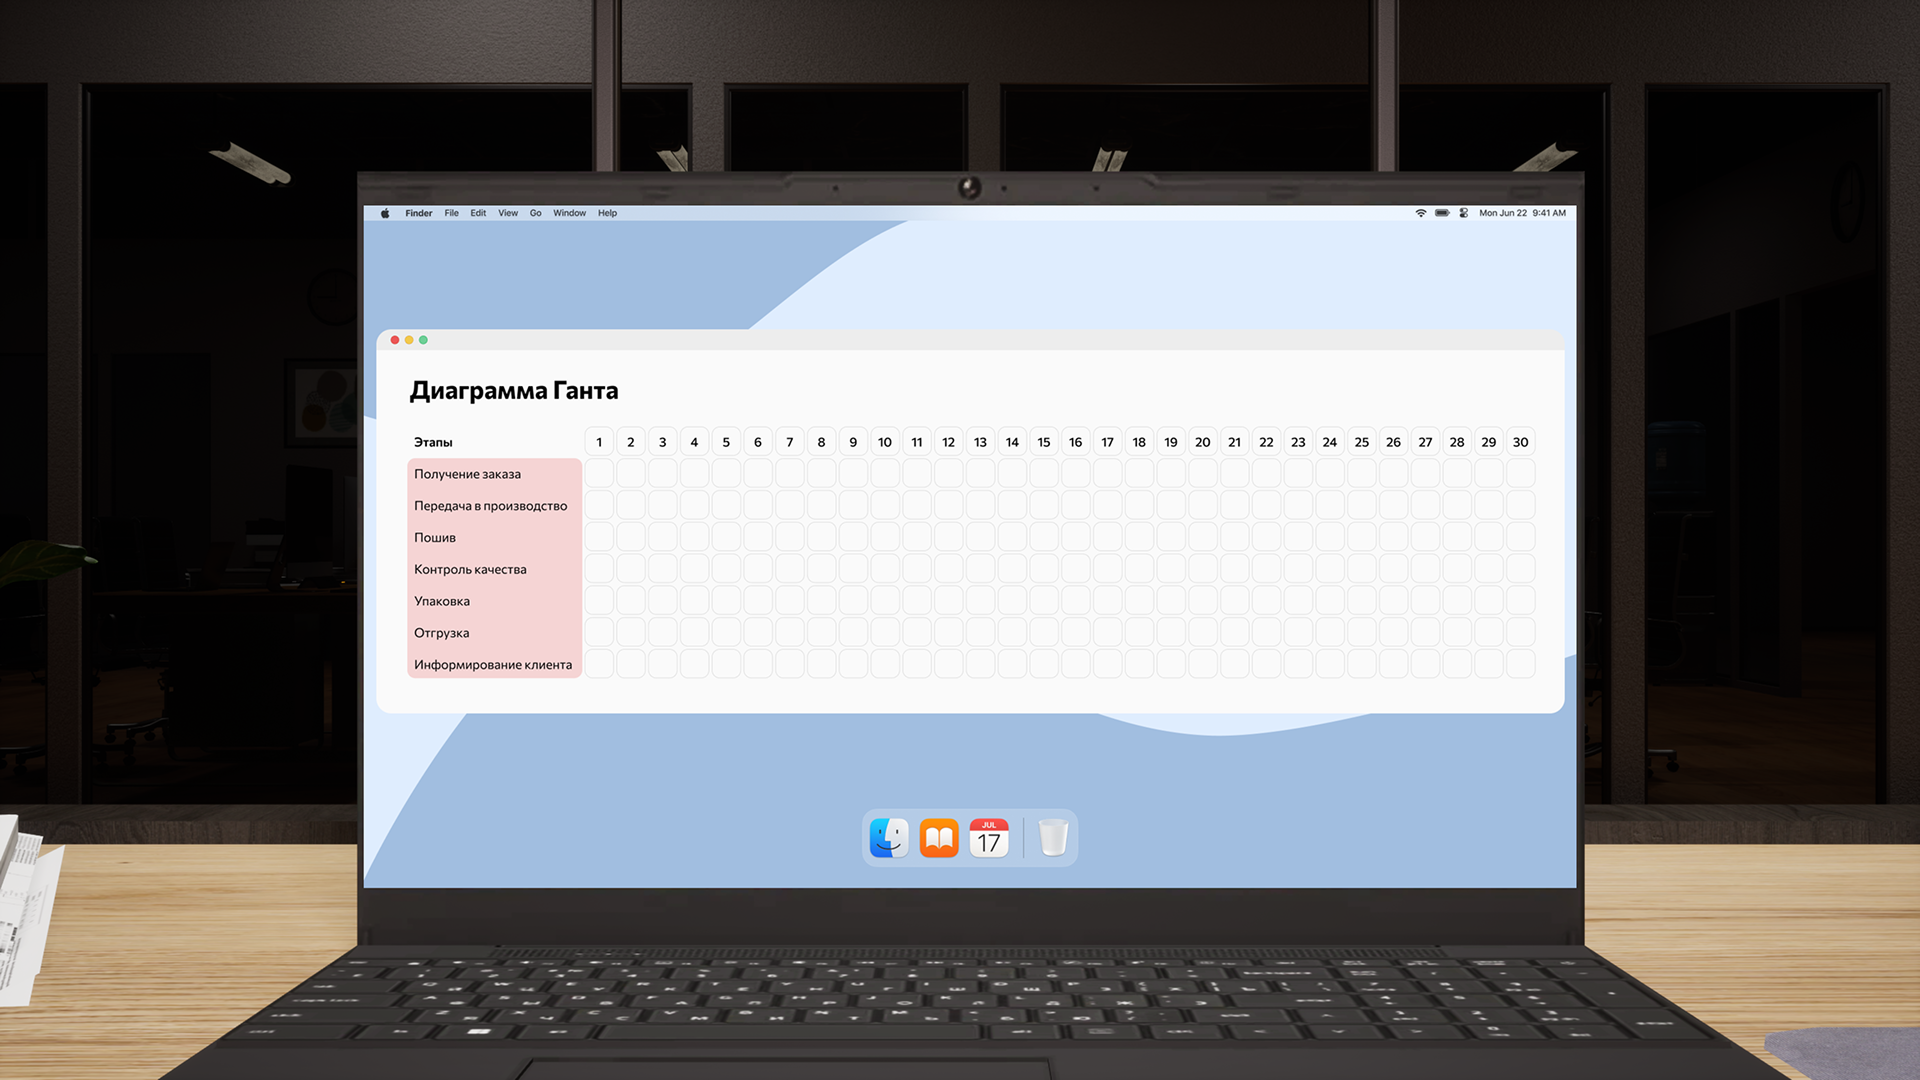 Finder File Edit View Go Window Help Mon Jun 22 9:41 AM
Диаграмма Ганта
Этапы 1 2 3 4 5 6 7 8 9 10 11 12 13 14 15 16 17 18 19 20 21 22 23 24 25 26 27 28 29 30
Получение заказа
Передача в производство
Пошив
Контроль качества
Упаковка
Отгрузка
Информирование клиента
JUL
17